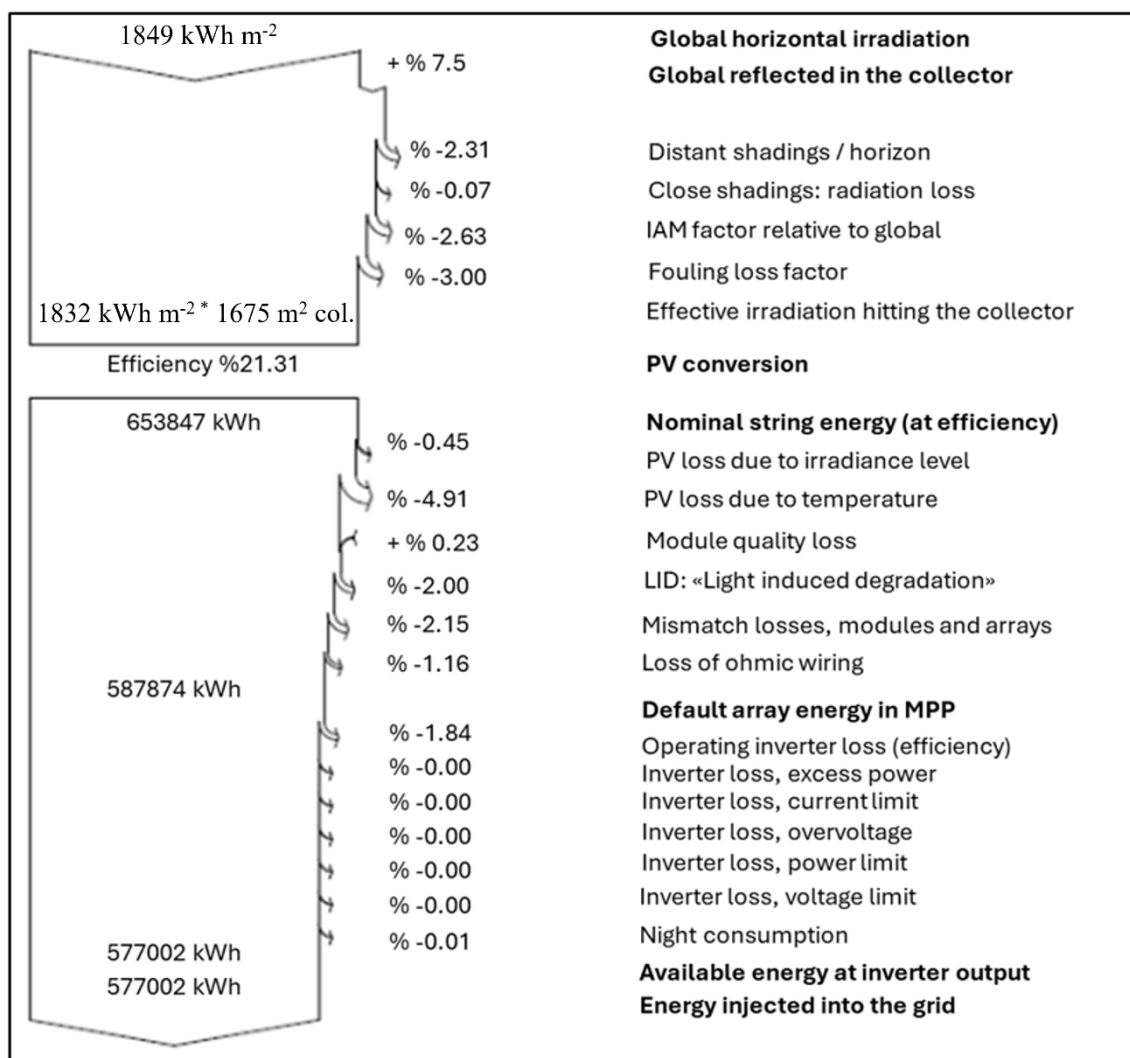 1849 kWh m-2 Global horizontal irradiation
+ % 7.5 Global reflected in the collector
% -2.31 Distant shadings / horizon
% -0.07 Close shadings: radiation loss
% -2.63 IAM factor relative to global
% -3.00 Fouling loss factor
1832 kWh m-2 * 1675 m2 col. Effective irradiation hitting the collector
Efficiency %21.31 PV conversion
653847 kWh Nominal string energy (at efficiency)
% -0.45 PV loss due to irradiance level
% -4.91 PV loss due to temperature
+ % 0.23 Module quality loss
% -2.00 LID: «Light induced degradation»
% -2.15 Mismatch losses, modules and arrays
% -1.16 Loss of ohmic wiring
587874 kWh Default array energy in MPP
% -1.84 Operating inverter loss (efficiency)
% -0.00 Inverter loss, excess power
% -0.00 Inverter loss, current limit
% -0.00 Inverter loss, overvoltage
% -0.00 Inverter loss, power limit
% -0.00 Inverter loss, voltage limit
% -0.01 Night consumption
577002 kWh Available energy at inverter output
577002 kWh Energy injected into the grid